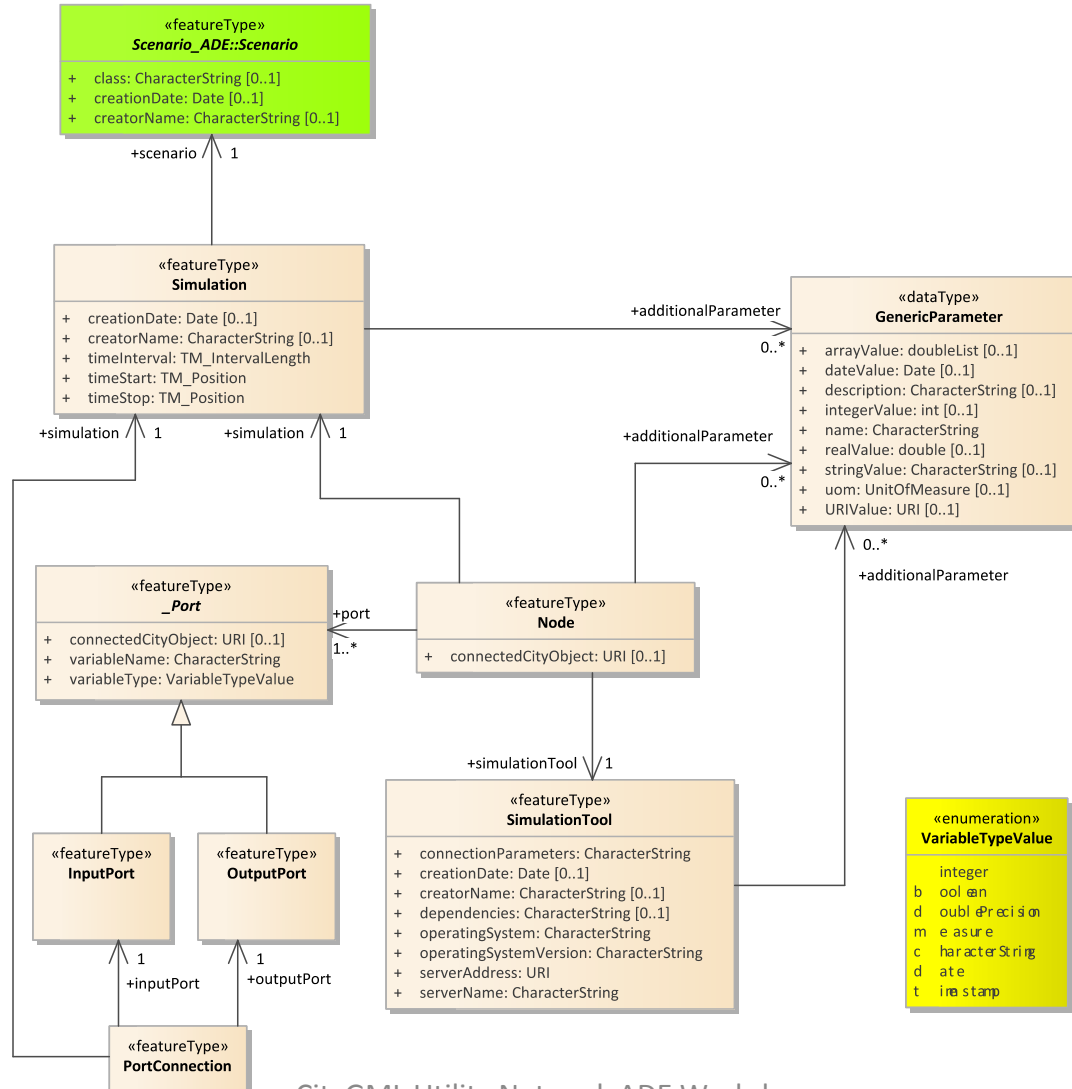 «featureType»
Scenario_ADE::Scenario
+ class: CharacterString [0..1]
+ creationDate: Date [0..1]
+ creatorName: CharacterString [0..1]
+scenario 1
«featureType»
Simulation
+ creationDate: Date [0..1]
+ creatorName: CharacterString [0..1]
+ timeInterval: TM_IntervalLength
+ timeStart: TM_Position
+ timeStop: TM_Position
+additionalParameter
0..*
«dataType»
GenericParameter
+ arrayValue: doubleList [0..1]
+ dateValue: Date [0..1]
+ description: CharacterString [0..1]
+ integerValue: int [0..1]
+ name: CharacterString
+ realValue: double [0..1]
+ stringValue: CharacterString [0..1]
+ uom: UnitOfMeasure [0..1]
+ URIValue: URI [0..1]
+simulation 1
+simulation 1
+additionalParameter
0..*
0..*
+additionalParameter
«featureType»
_Port
+ connectedCityObject: URI [0..1]
+ variableName: CharacterString
+ variableType: VariableTypeValue
+port
1..*
«featureType»
Node
+ connectedCityObject: URI [0..1]
+simulationTool 1
«featureType»
SimulationTool
+ connectionParameters: CharacterString
+ creationDate: Date [0..1]
+ creatorName: CharacterString [0..1]
+ dependencies: CharacterString [0..1]
+ operatingSystem: CharacterString
+ operatingSystemVersion: CharacterString
+ serverAddress: URI
+ serverName: CharacterString
«enumeration»
VariableTypeValue
integer
b oolean
d oublePrecision
m easure
c haracterString
d ate
t imestamp
«featureType»
InputPort
«featureType»
OutputPort
1
+inputPort
1
+outputPort
«featureType»
PortConnection